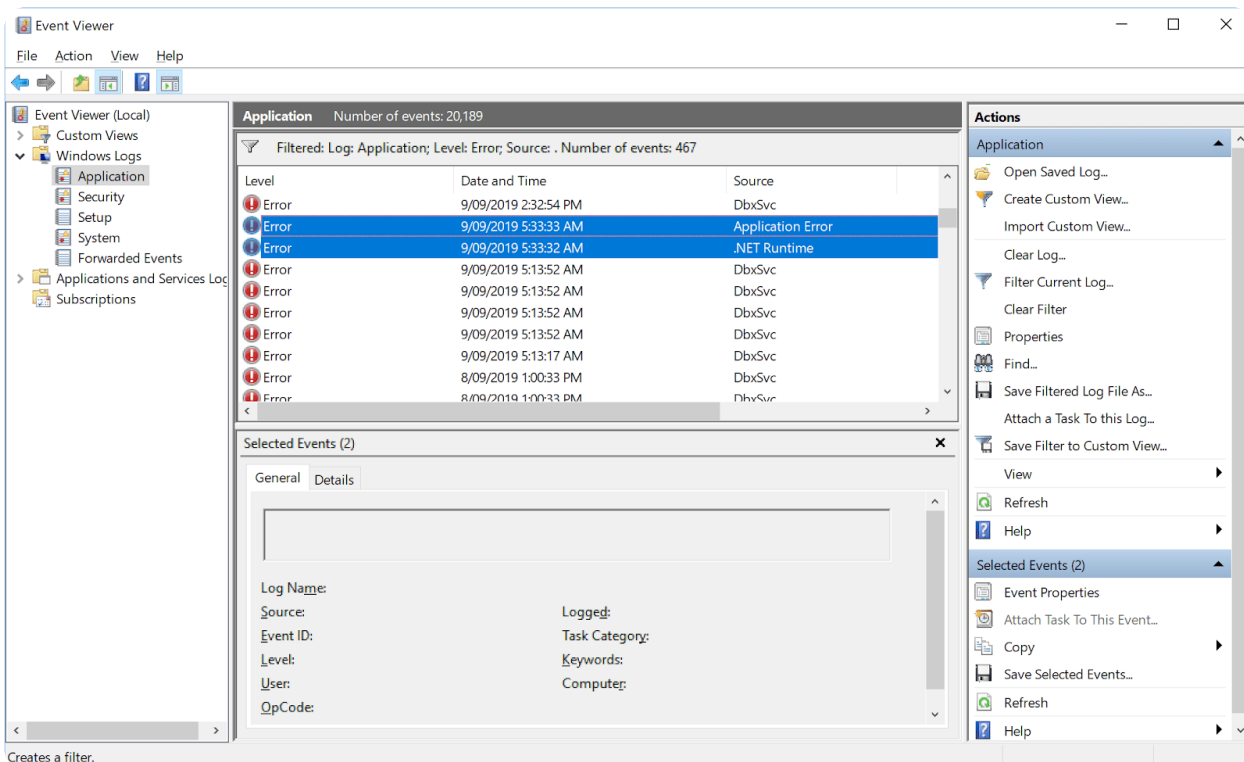 Event Viewer
File Action View Help
Event Viewer (Local)
Custom Views
Windows Logs
Application
Security
Setup
System
Forwarded Events
Applications and Services Log
Subscriptions
Application Number of events: 20,189
Filtered: Log: Application; Level: Error; Source: . Number of events: 467
Level Date and Time Source
Error 9/09/2019 2:32:54 PM DbxSvc
Error 9/09/2019 5:33:33 AM Application Error
Error 9/09/2019 5:33:32 AM .NET Runtime
Error 9/09/2019 5:13:52 AM DbxSvc
Error 9/09/2019 5:13:52 AM DbxSvc
Error 9/09/2019 5:13:52 AM DbxSvc
Error 9/09/2019 5:13:52 AM DbxSvc
Error 9/09/2019 5:13:17 AM DbxSvc
Error 8/09/2019 1:00:33 PM DbxSvc
Error 8/09/2019 1:00:33 PM DbxSvc
Selected Events (2)
General Details
Log Name:
Source: Logged:
Event ID: Task Category:
Level: Keywords:
User: Computer:
OpCode:
Actions
Application
Open Saved Log...
Create Custom View...
Import Custom View...
Clear Log...
Filter Current Log...
Clear Filter
Properties
Find...
Save Filtered Log File As...
Attach a Task To this Log...
Save Filter to Custom View...
View
Refresh
Help
Selected Events (2)
Event Properties
Attach Task To This Event...
Copy
Save Selected Events...
Refresh
Help
Creates a filter.